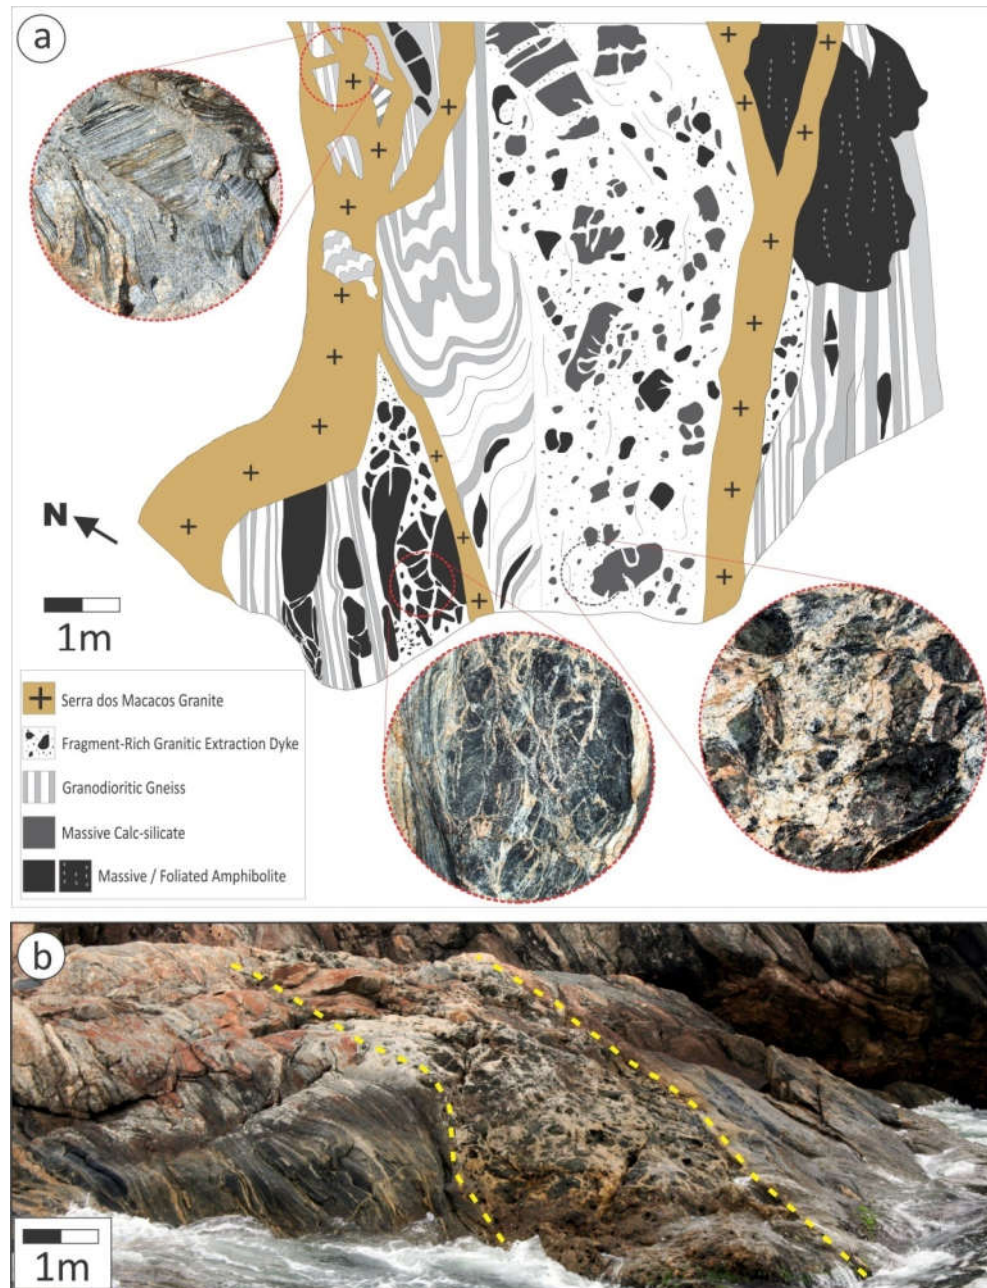 a
N
1m
Serra dos Macacos Granite
Fragment-Rich Granitic Extraction Dyke
Granodioritic Gneiss
Massive Calc-silicate
Massive / Foliated Amphibolite
b
1m